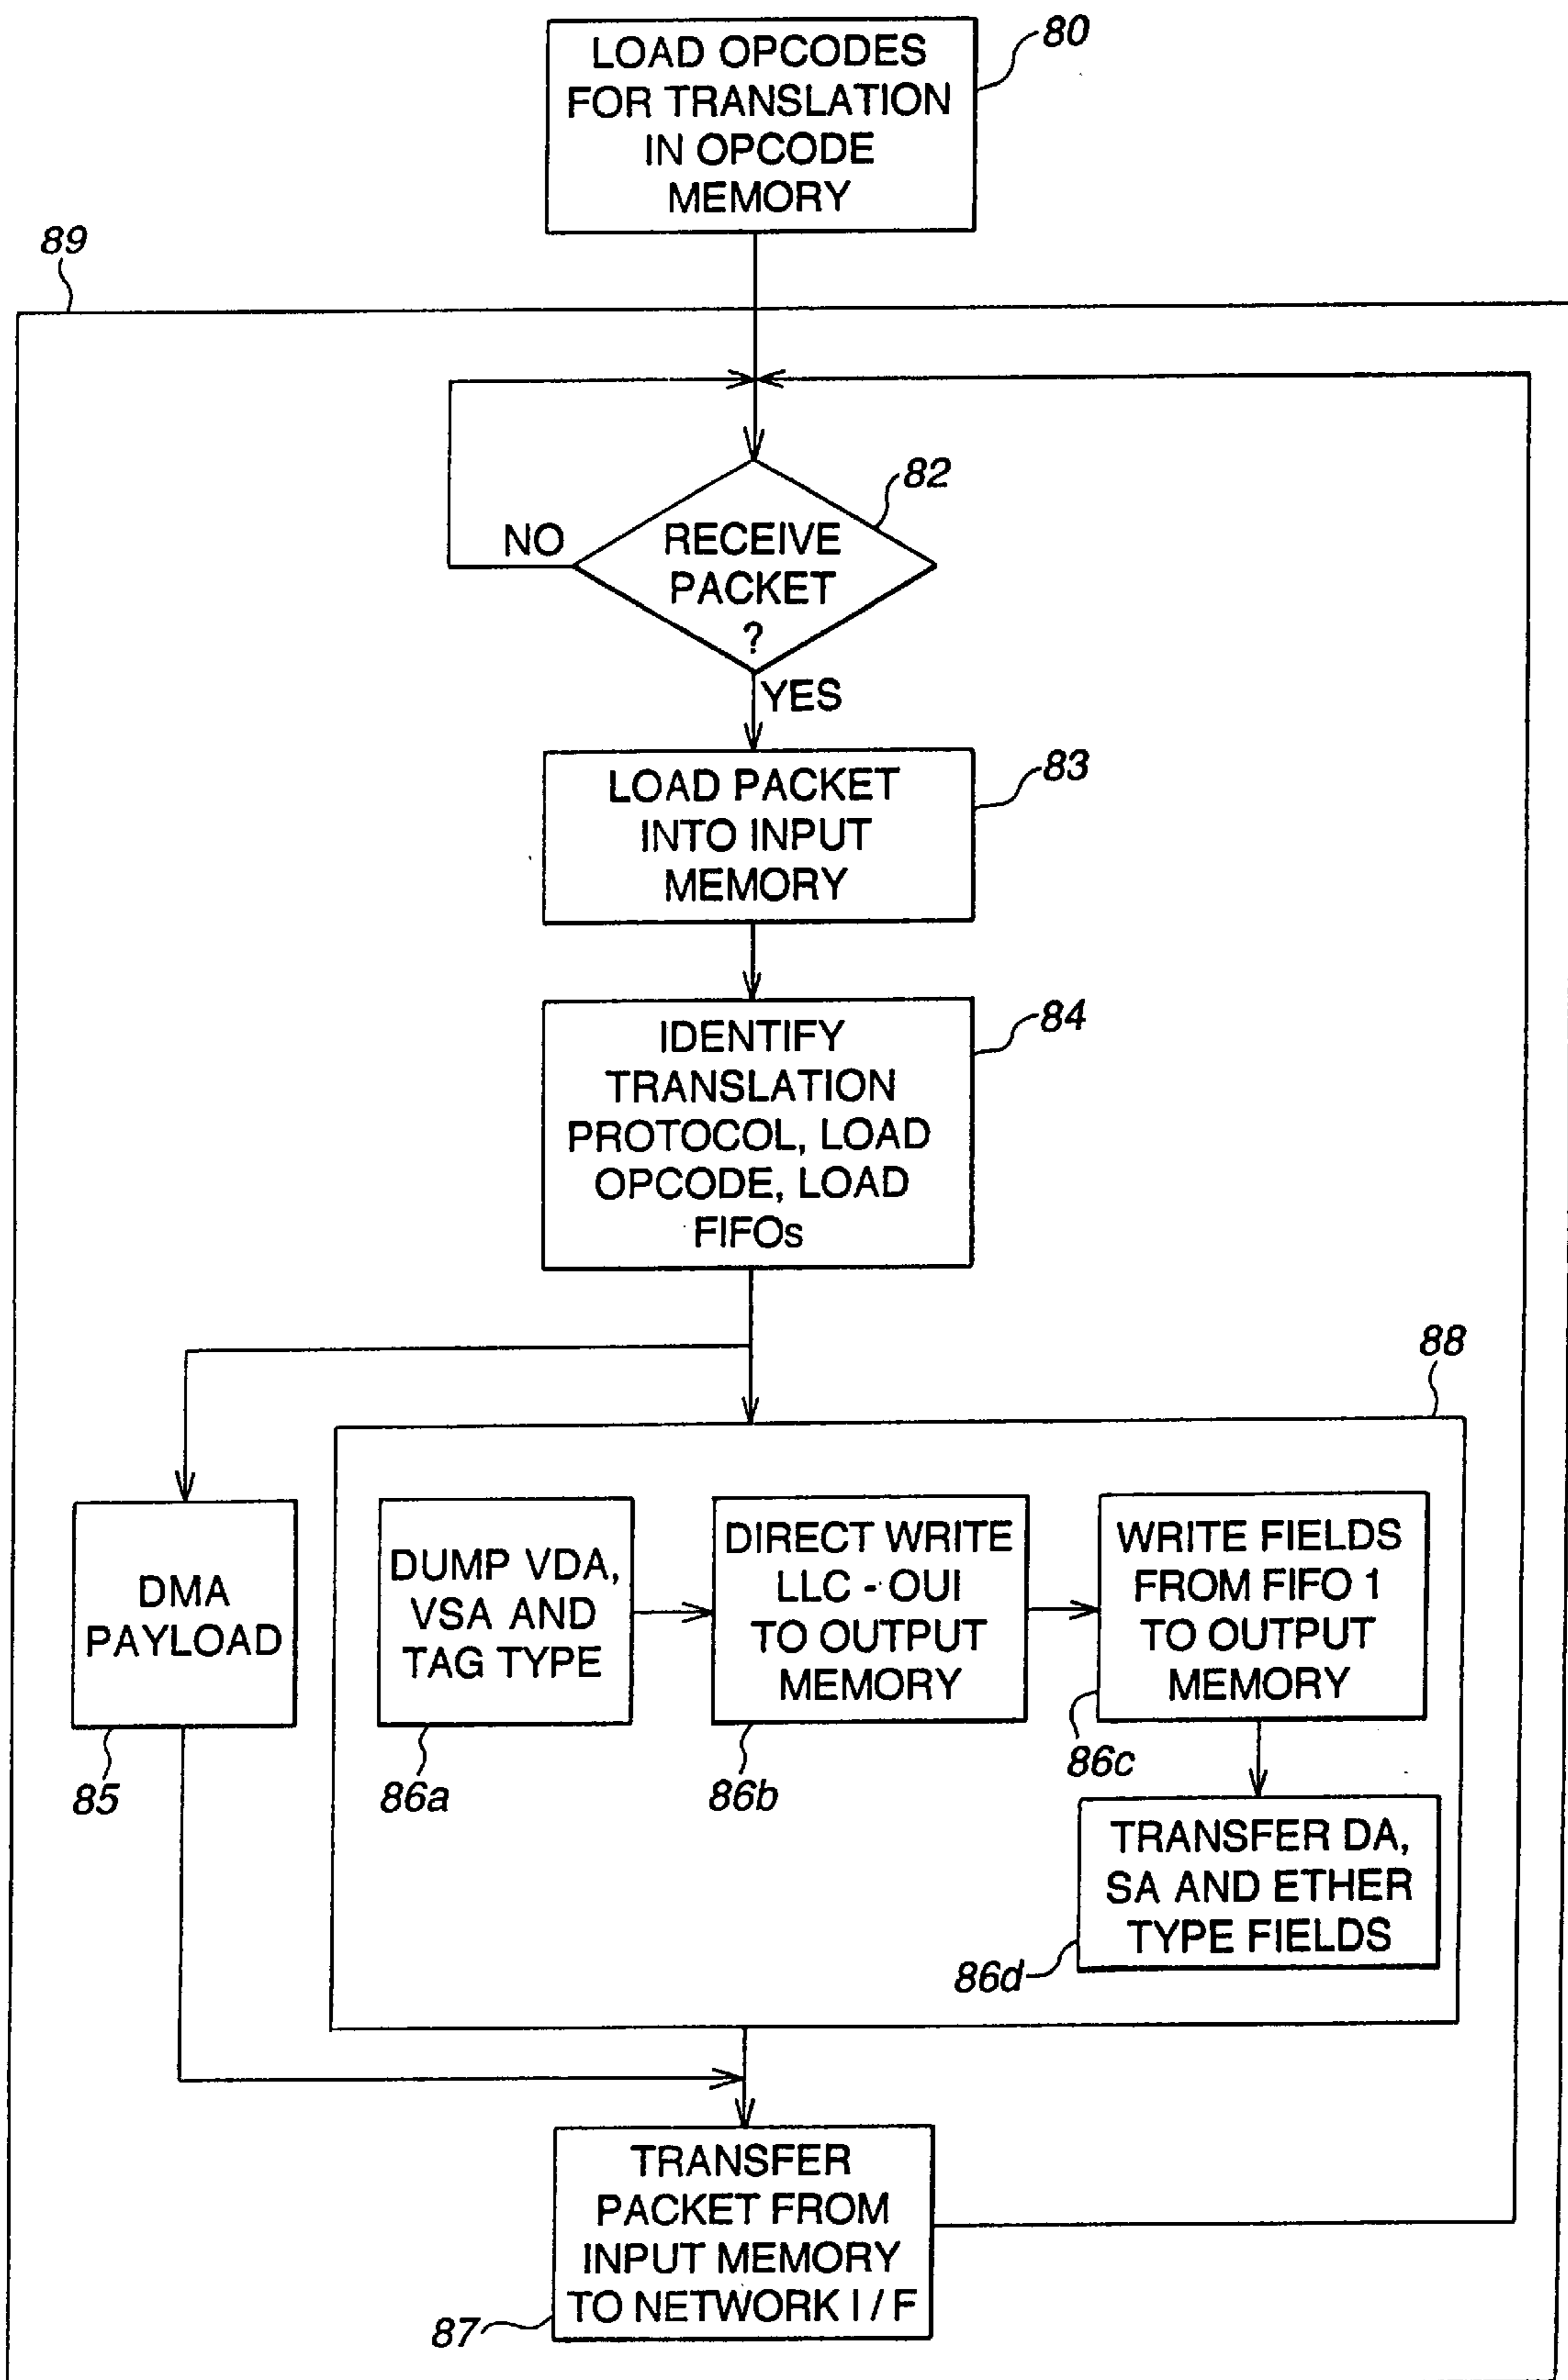 LOAD OPCODES
FOR TRANSLATION
IN OPCODE
MEMORY
80
89
82
NO
RECEIVE
PACKET
?
YES
LOAD PACKET
INTO INPUT
MEMORY
83
IDENTIFY
TRANSLATION
PROTOCOL, LOAD
OPCODE, LOAD
FIFOs
84
88
DMA
PAYLOAD
85
DUMP VDA,
VSA AND
TAG TYPE
86a
DIRECT WRITE
LLC - OUI
TO OUTPUT
MEMORY
86b
WRITE FIELDS
FROM FIFO 1
TO OUTPUT
MEMORY
86c
TRANSFER DA,
SA AND ETHER
TYPE FIELDS
86d
TRANSFER
PACKET FROM
INPUT MEMORY
TO NETWORK I / F
87